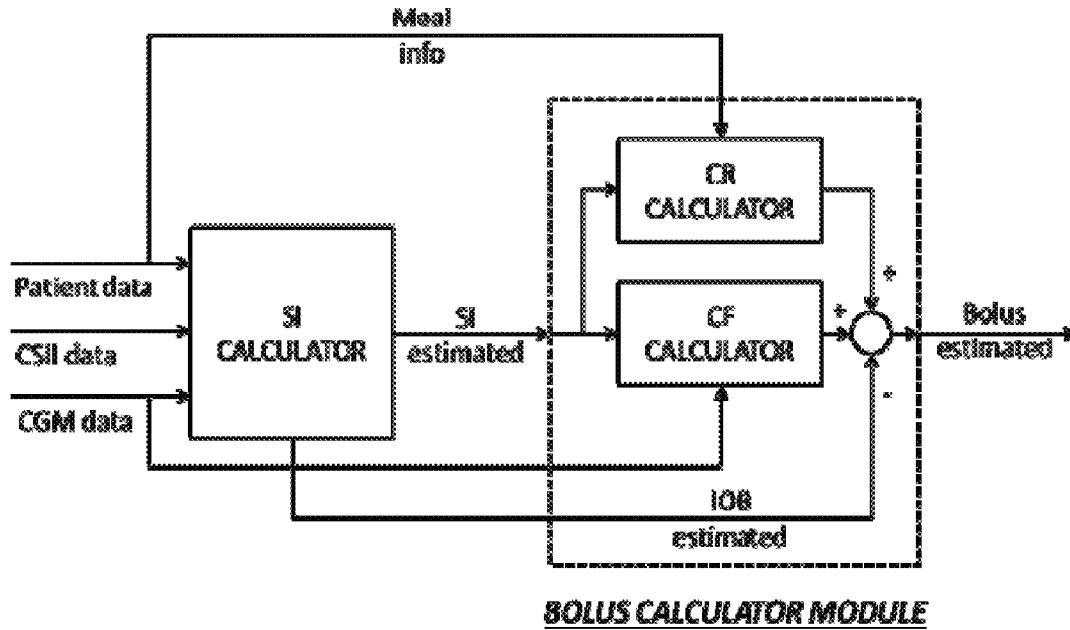 Meal
info
CR
CALCULATOR
Patient data
CSII data
CGM data
SI
CALCULATOR
SI
estimated
CF
CALCULATOR
+
+
-
Bolus
estimated
IOB
estimated
BOLUS CALCULATOR MODULE